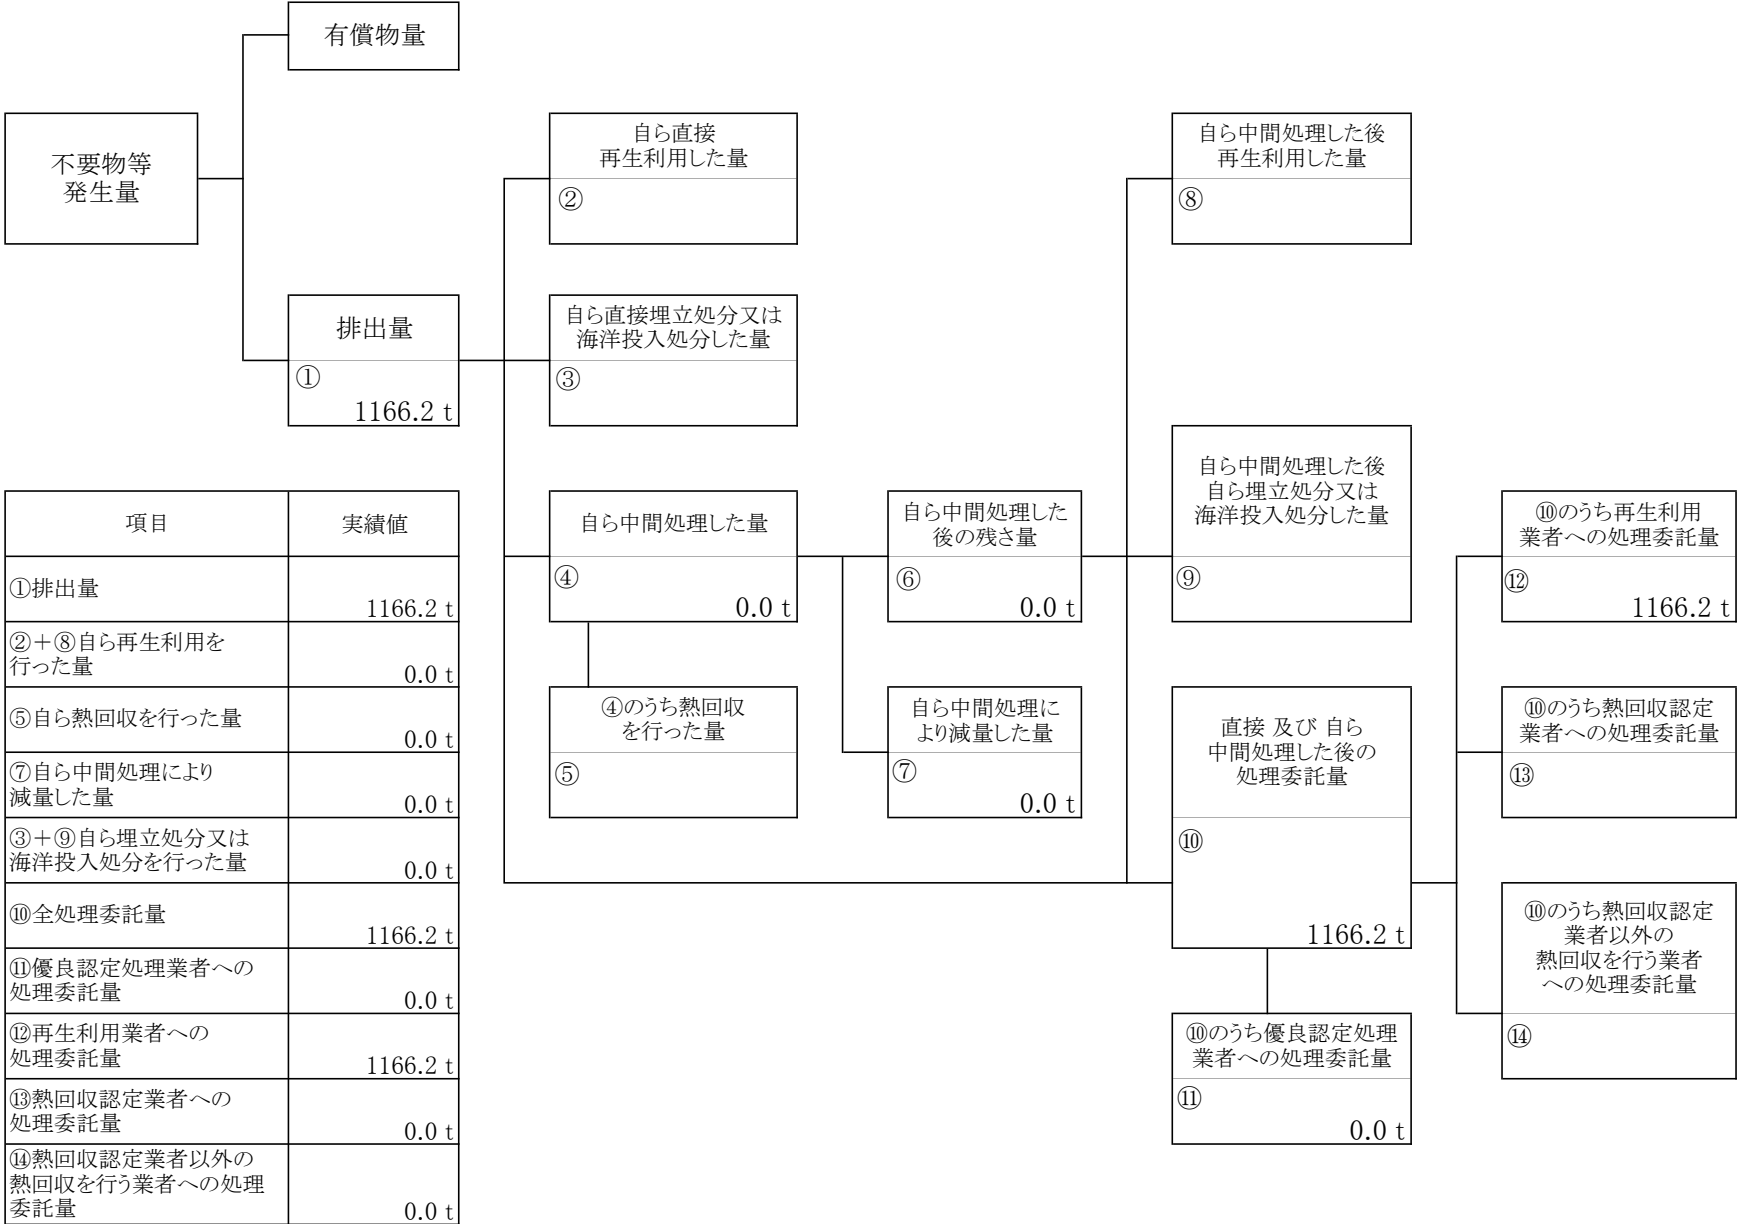 有償物量
不要物等
発生量
自ら直接
再生利用した量
②
自ら中間処理した後
再生利用した量
⑧
排出量
①
1166.2 t
自ら直接埋立処分又は
海洋投入処分した量
③
自ら中間処理した量
④
0.0 t
自ら中間処理した
後の残さ量
⑥
0.0 t
自ら中間処理した後
自ら埋立処分又は
海洋投入処分した量
⑨
⑩のうち再生利用
業者への処理委託量
⑫
1166.2 t
④のうち熱回収
を行った量
⑤
自ら中間処理に
より減量した量
⑦
0.0 t
直接 及び 自ら
中間処理した後の
処理委託量
⑩
1166.2 t
⑩のうち熱回収認定
業者への処理委託量
⑬
⑩のうち熱回収認定
業者以外の
熱回収を行う業者
への処理委託量
⑭
⑩のうち優良認定処理
業者への処理委託量
⑪
0.0 t
項目 実績値
①排出量
1166.2 t
②＋⑧自ら再生利用を
行った量
0.0 t
⑤自ら熱回収を行った量
0.0 t
⑦自ら中間処理により
減量した量
0.0 t
③＋⑨自ら埋立処分又は
海洋投入処分を行った量
0.0 t
⑩全処理委託量
1166.2 t
⑪優良認定処理業者への
処理委託量
0.0 t
⑫再生利用業者への
処理委託量
1166.2 t
⑬熱回収認定業者への
処理委託量
0.0 t
⑭熱回収認定業者以外の
熱回収を行う業者への処理
委託量
0.0 t